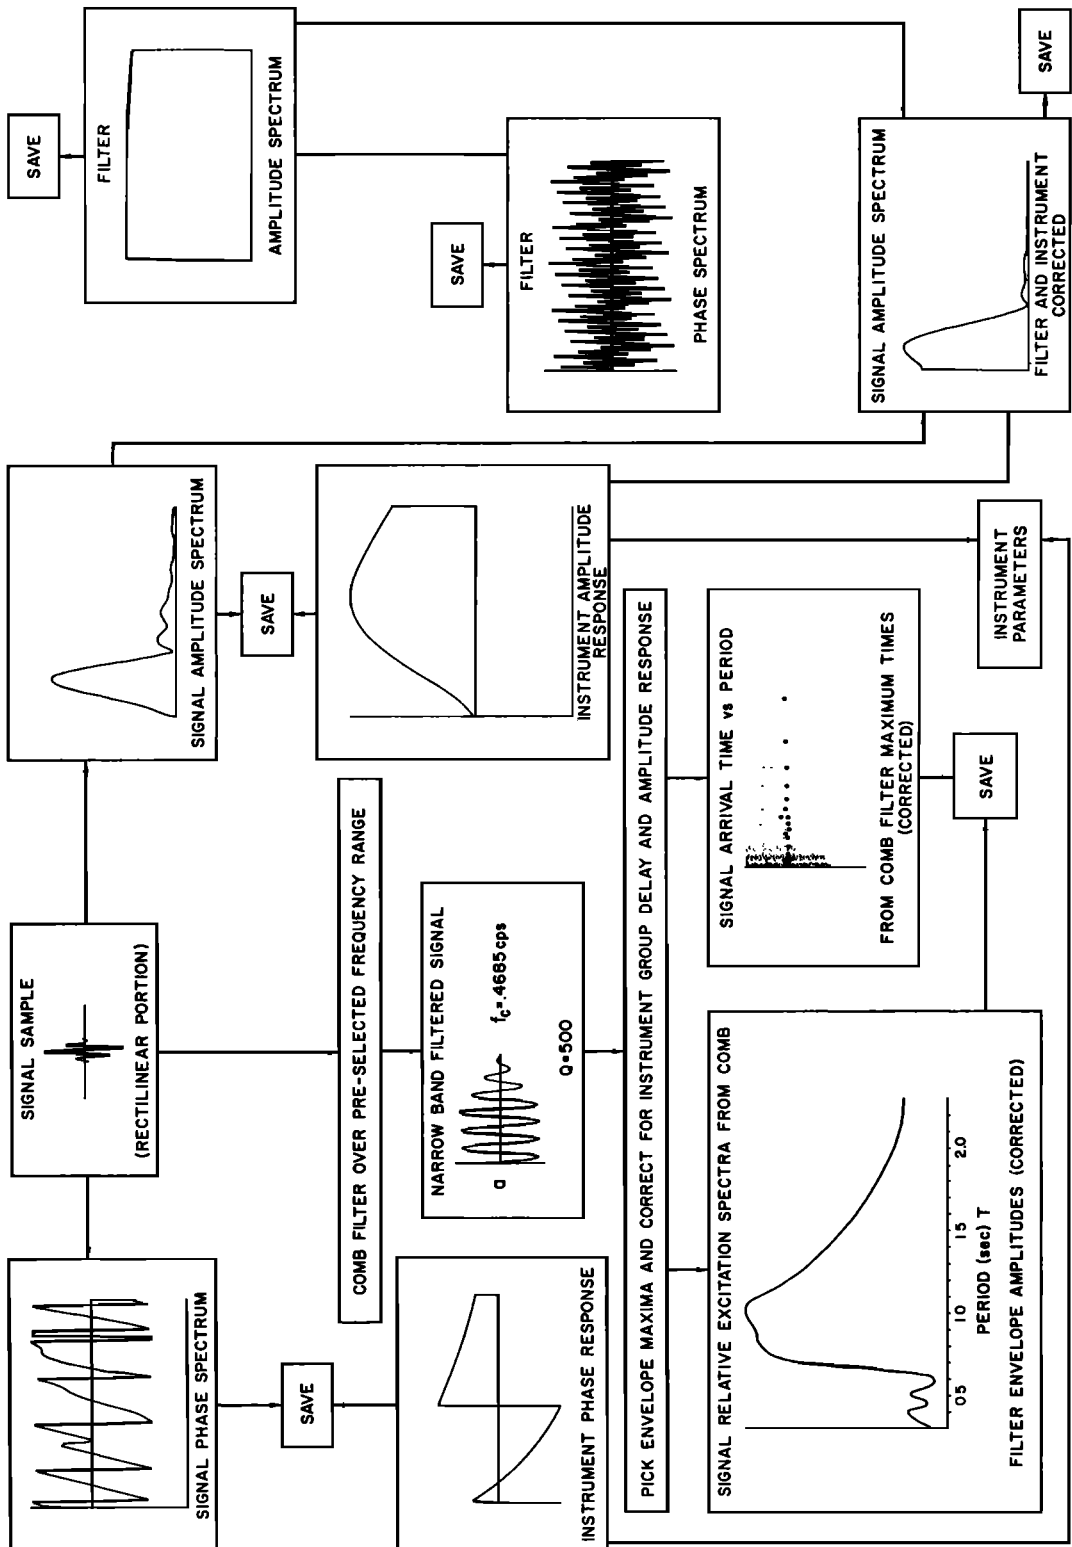 SIGNAL PHASE SPECTRUM
SAVE
INSTRUMENT PHASE RESPONSE
SIGNAL SAMPLE
(RECTILINEAR PORTION)
COMB FILTER OVER PRE-SELECTED FREQUENCY RANGE
NARROW BAND FILTERED SIGNAL
a
fc=.4685cps
Q=500
PICK ENVELOPE MAXIMA AND CORRECT FOR INSTRUMENT GROUP DELAY AND AMPLITUDE RESPONSE
SIGNAL RELATIVE EXCITATION SPECTRA FROM COMB
0.5 1.0 1.5 2.0
PERIOD (sec) T
FILTER ENVELOPE AMPLITUDES (CORRECTED)
SIGNAL ARRIVAL TIME vs PERIOD
FROM COMB FILTER MAXIMUM TIMES
(CORRECTED)
SAVE
SIGNAL AMPLITUDE SPECTRUM
SAVE
INSTRUMENT AMPLITUDE
RESPONSE
INSTRUMENT
PARAMETERS
SAVE
FILTER
AMPLITUDE SPECTRUM
SAVE
FILTER
PHASE SPECTRUM
SIGNAL AMPLITUDE SPECTRUM
FILTER AND INSTRUMENT
CORRECTED
SAVE